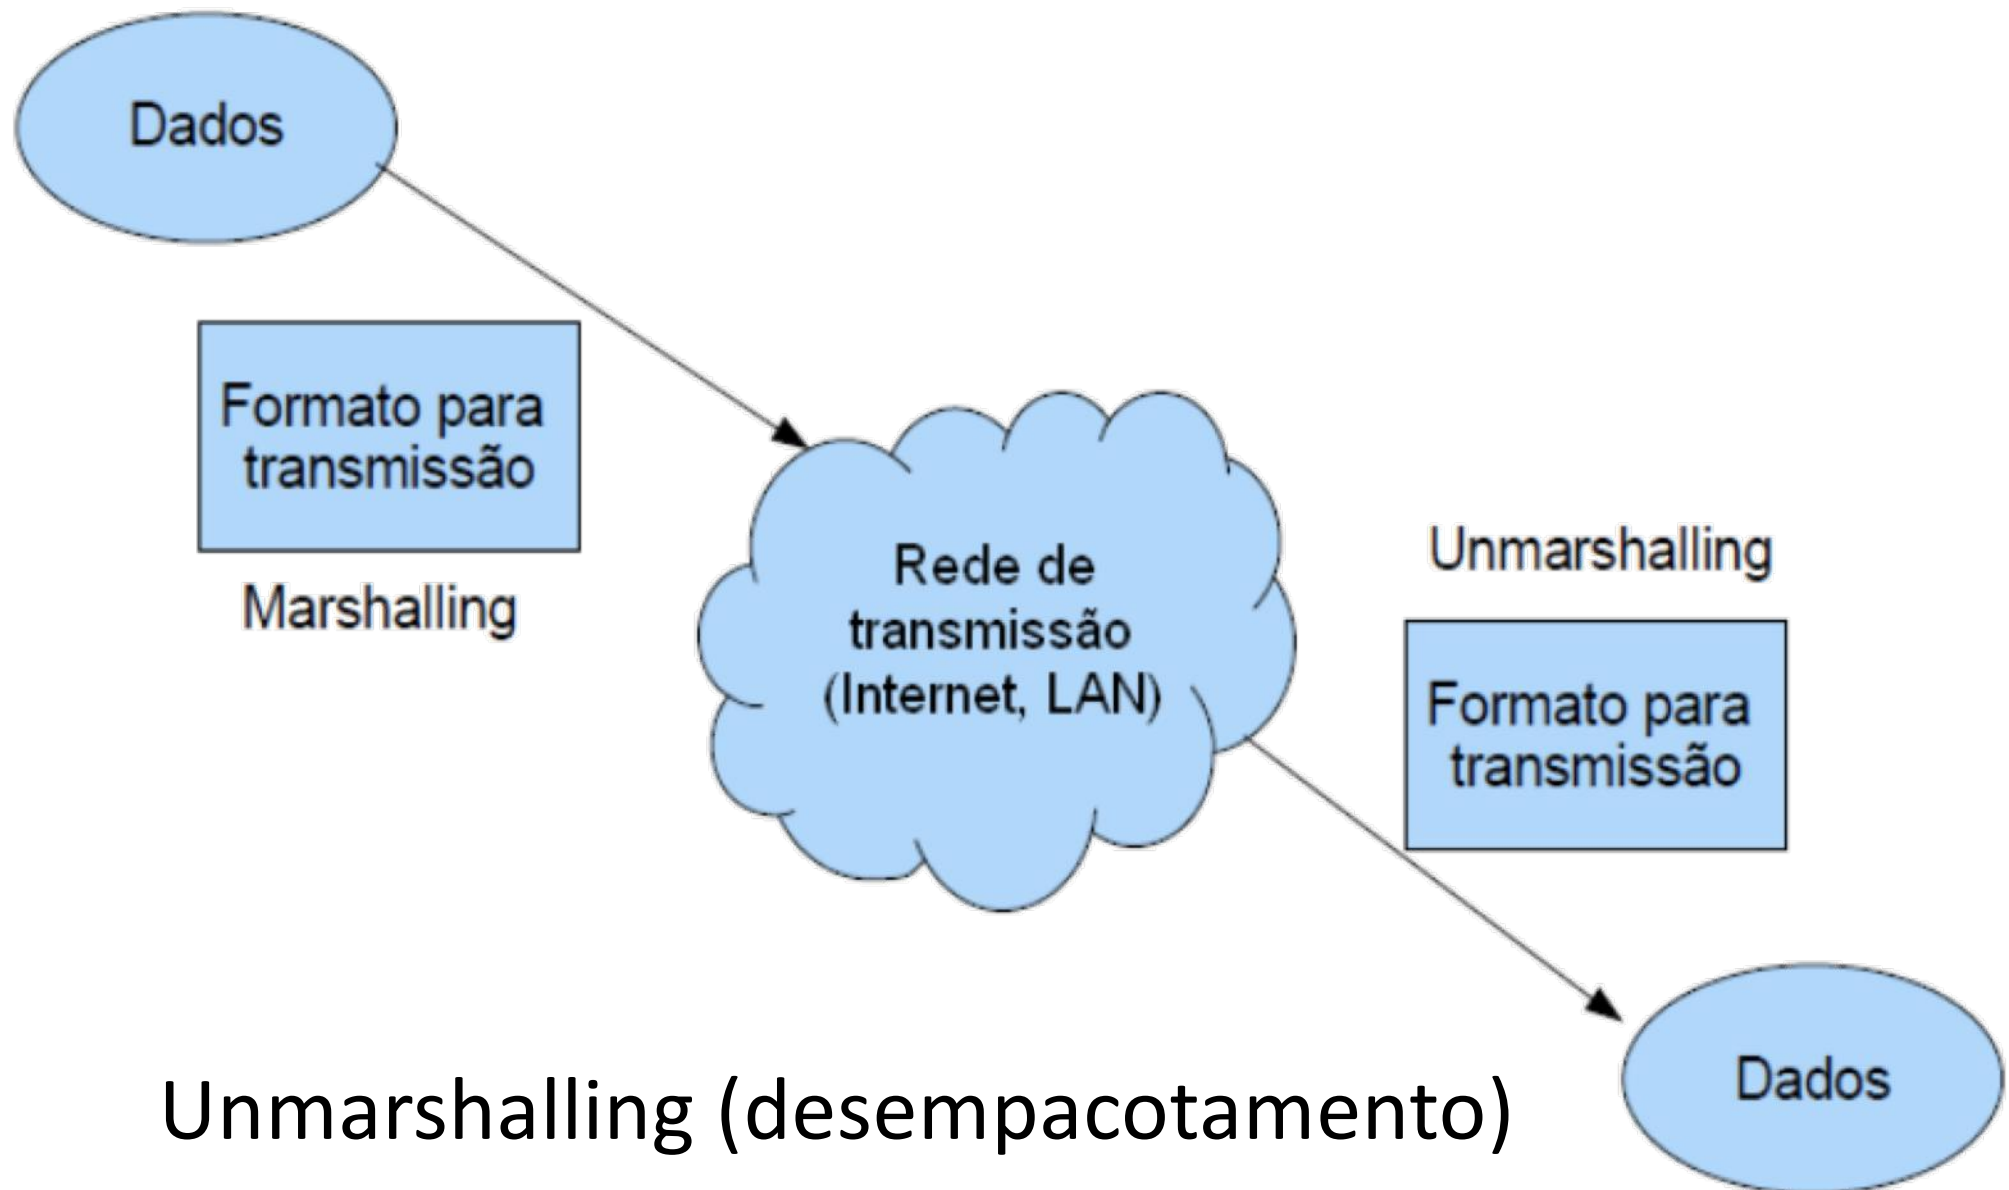 Dados
Formato para
transmissão
Marshalling
Rede de
transmissão
(Internet, LAN)
Unmarshalling
Formato para
transmissão
Dados
Unmarshalling (desempacotamento)